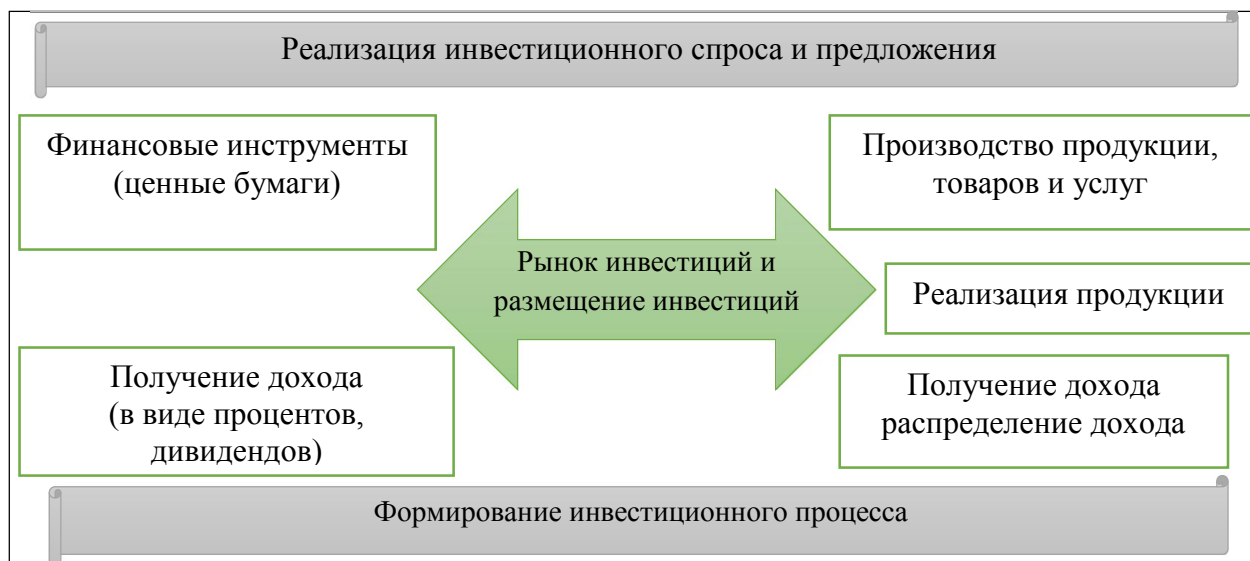 Реализация инвестиционного спроса и предложения
Финансовые инструменты
(ценные бумаги)
Производство продукции,
товаров и услуг
Рынок инвестиций и
размещение инвестиций
Реализация продукции
Получение дохода
(в виде процентов,
дивидендов)
Получение дохода
распределение дохода
Формирование инвестиционного процесса